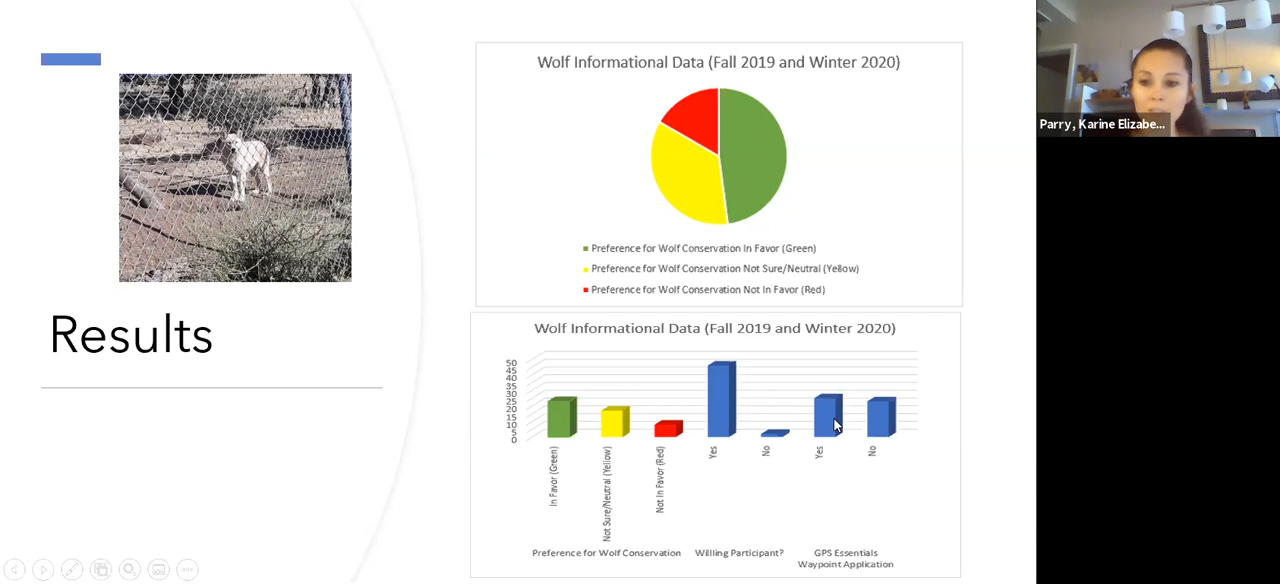 Wolf Informational Data (Fall 2019 and Winter 2020)
Preference for Wolf Conservation In Favor (Green)
Preference for Wolf Conservation Not Sure/Neutral (Yellow)
Preference for Wolf Conservation Not In Favor (Red)
Results
Wolf Informational Data (Fall 2019 and Winter 2020)
50
45
40
35
30
25
20
15
10
5
0
In Favor (Green)
Not Sure/Neutral (Yellow)
Not In Favor (Red)
Yes
No
Yes
No
Preference for Wolf Conservation
Willing Participant?
GPS Essentials
Waypoint Application
Parry, Karine Elizabe...